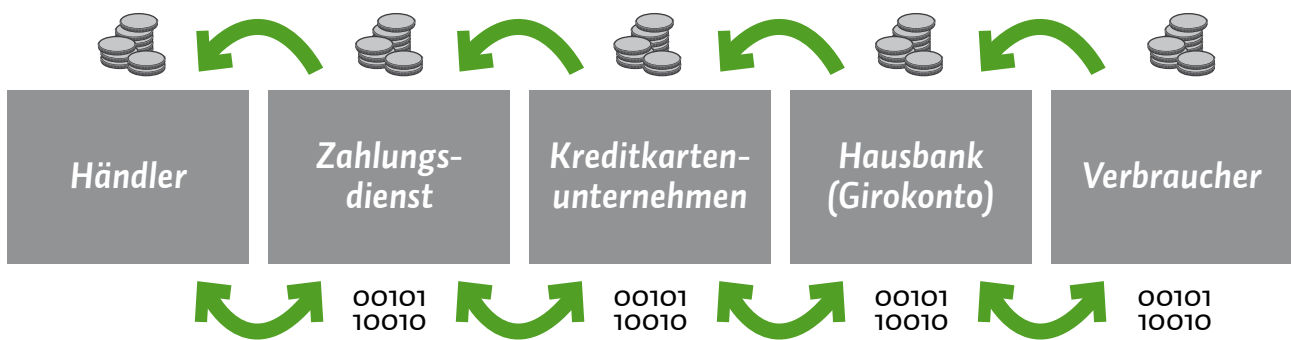 Händler
Zahlungs-
dienst
Kreditkarten-
unternehmen
Hausbank
(Girokonto)
Verbraucher
00101
10010
00101
10010
00101
10010
00101
10010